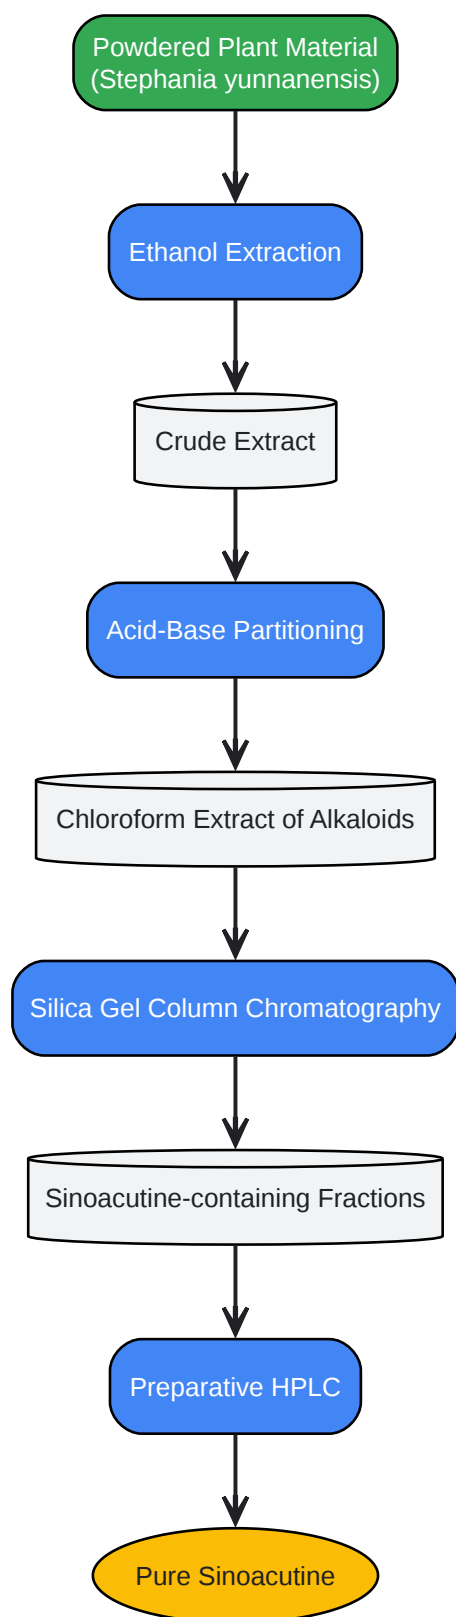 Powdered Plant Material
(Stephania yunnanensis)
Ethanol Extraction
Crude Extract
Acid-Base Partitioning
Chloroform Extract of Alkaloids
Silica Gel Column Chromatography
Sinoacutine-containing Fractions
Preparative HPLC
Pure Sinoacutine